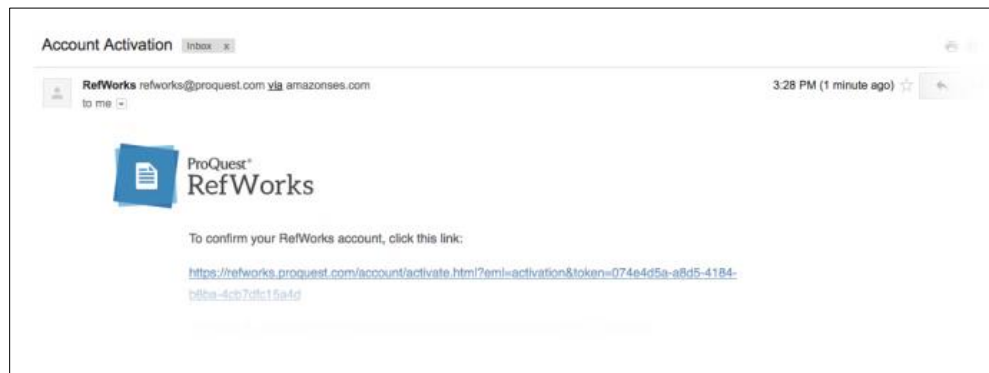 Account Activation Inbox x
RefWorks refworks@proquest.com via amazonses.com 3:28 PM (1 minute ago)
to me
ProQuest®
RefWorks
To confirm your RefWorks account, click this link:
https://refworks.proquest.com/account/activate.html?eml=activation&token=074e4d5a-a8d5-4184-
b8ba-4cb7dfc15a4d